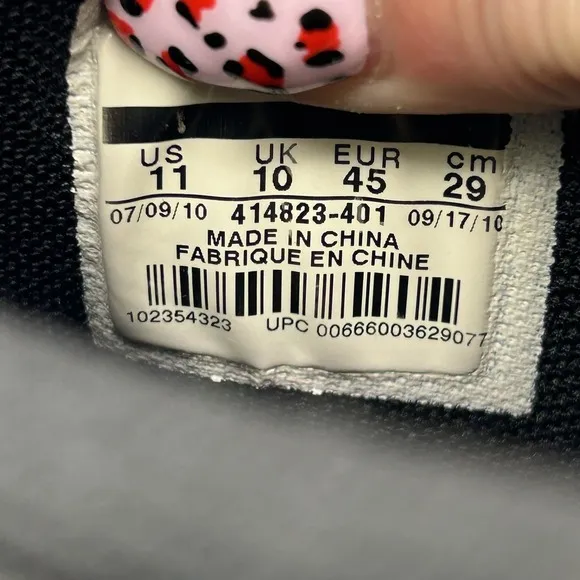 US UK EUR cm
11 10 45 29
07/09/10 414823-401 09/17/10
MADE IN CHINA
FABRIQUE EN CHINE
102354323 UPC 00666003629077